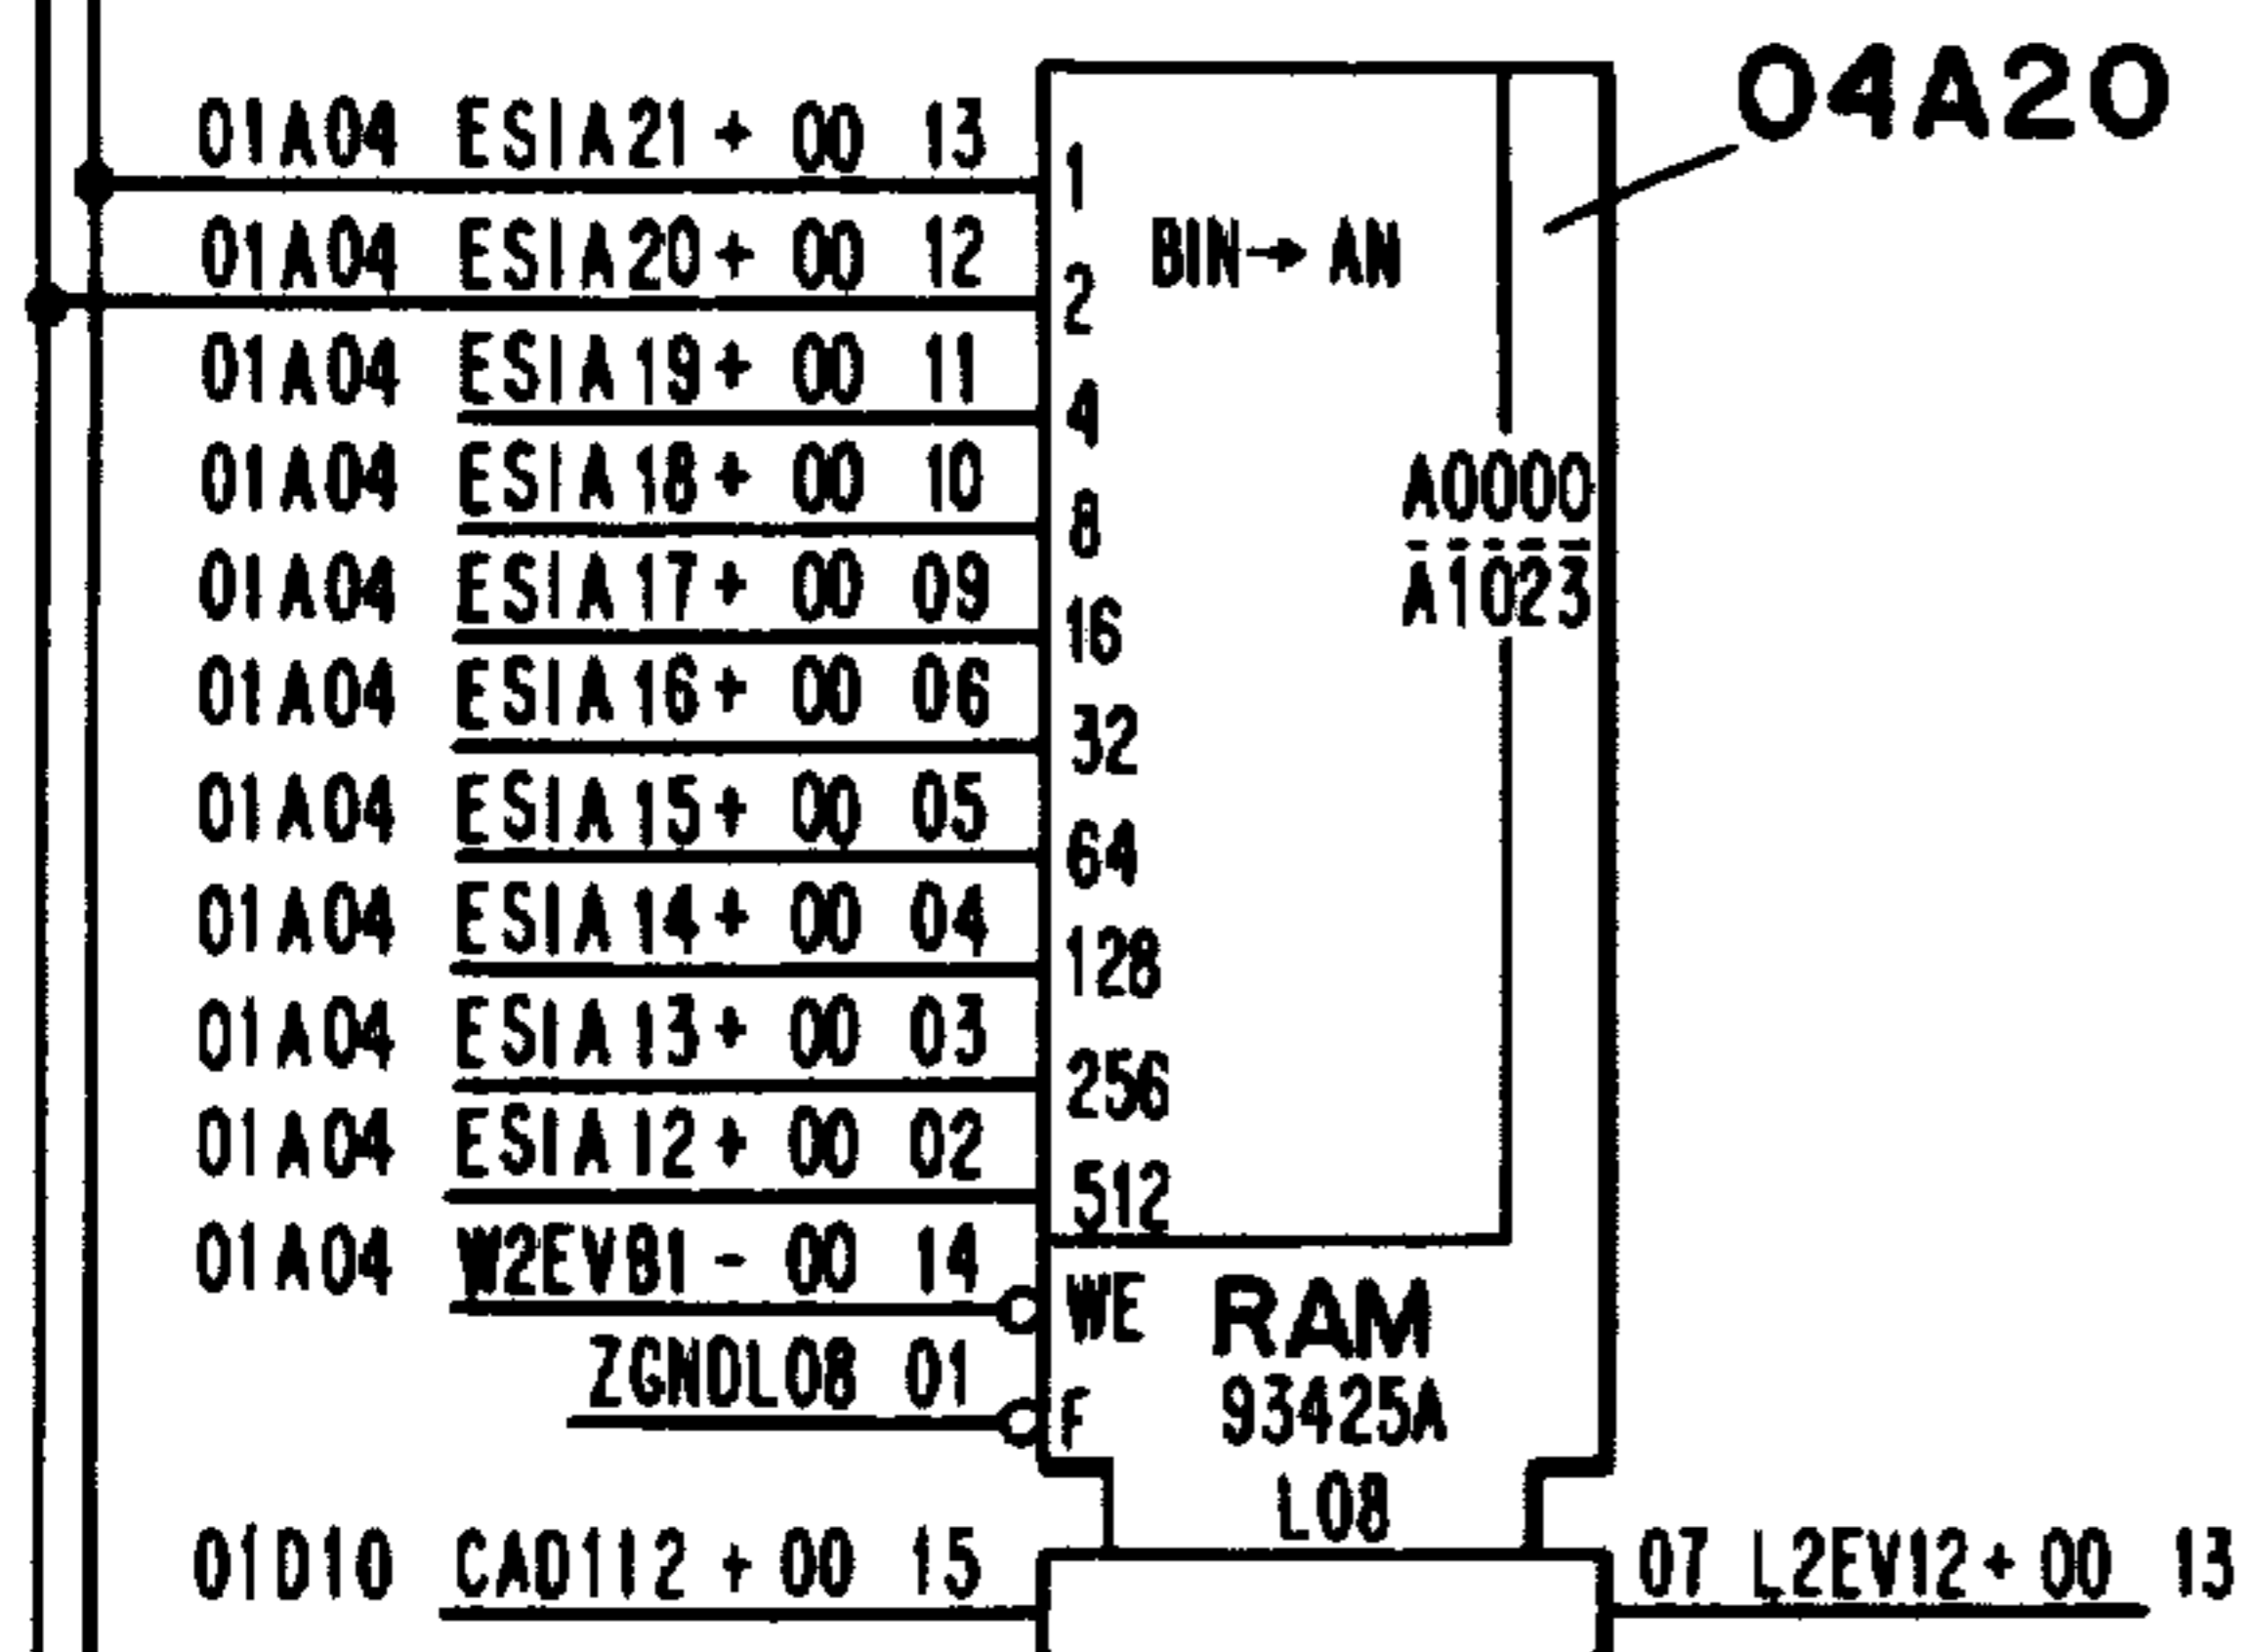 04A20
01A04 ESIA21+ 00 13 1
BIN→AN
01A04 ESIA20+ 00 12 2
01A04 ESIA19+ 00 11 4
01A04 ESIA18+ 00 10 8
A0000
01A04 ESIA17+ 00 09 16
A1023
01A04 ESIA16+ 00 06 32
01A04 ESIA15+ 00 05 64
01A04 ESIA14+ 00 04 128
01A04 ESIA13+ 00 03 256
01A04 ESIA12+ 00 02 512
01A04 W2EVB1- 00 14 WE RAM
ZGNDL08 01 F 93425A
L08
01D10 CA0112+00 15
07 L2EV12+00 13